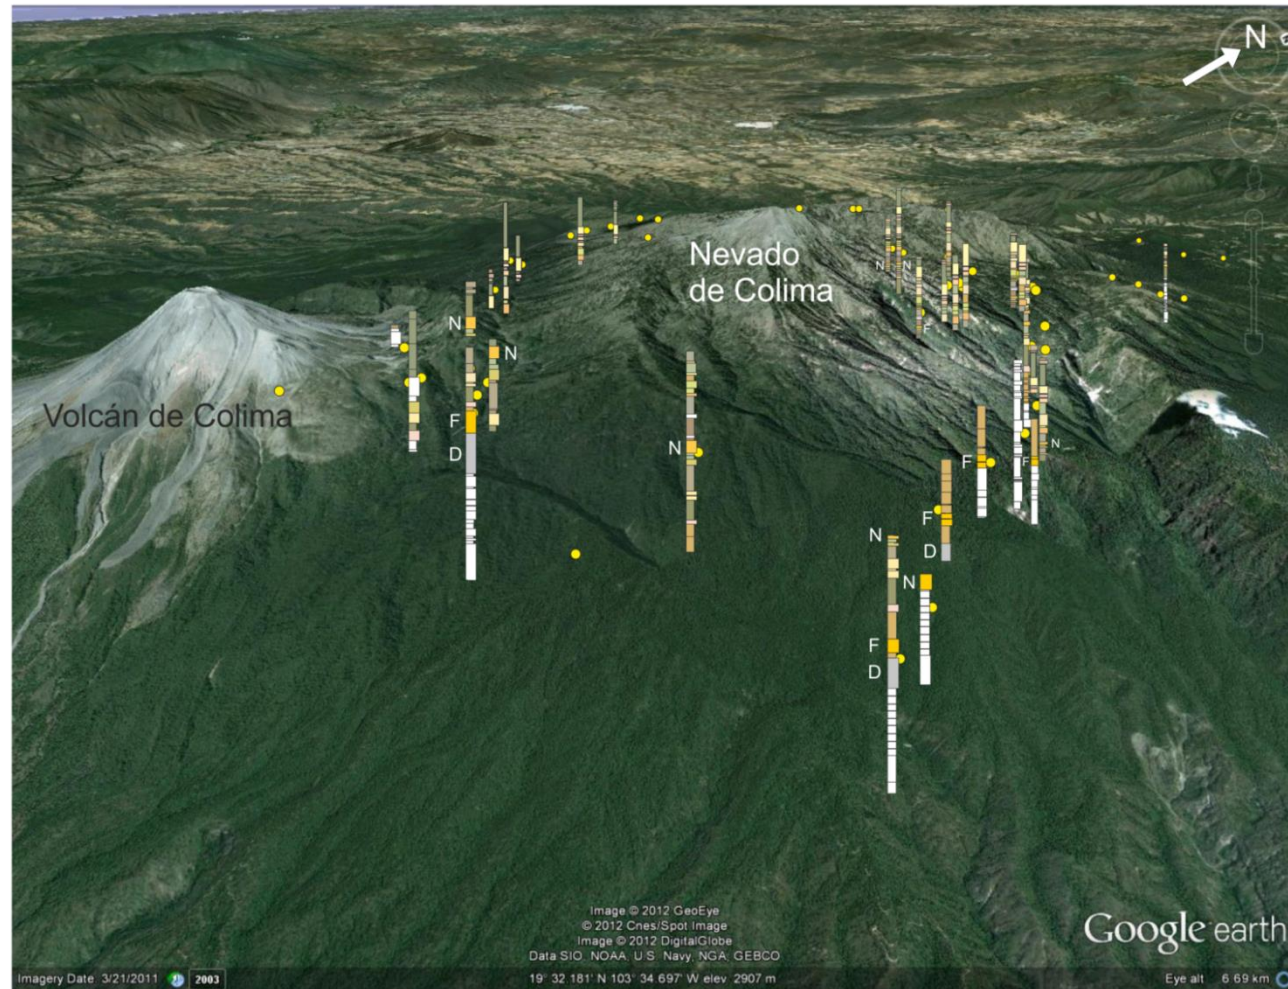 N
Nevado
de Colima
N N
F
N
N
Volcán de Colima
F
D
N
N
F
F
F
D
N
N
F
D
Image © 2012 GeoEye
© 2012 Cnes/Spot Image
Image © 2012 DigitalGlobe
Data SIO, NOAA, U.S. Navy, NGA, GEBCO
Google earth
Imagery Date: 3/21/2011 2003 19° 32.181' N 103° 34.697' W elev 2907 m Eye alt 6.69 km